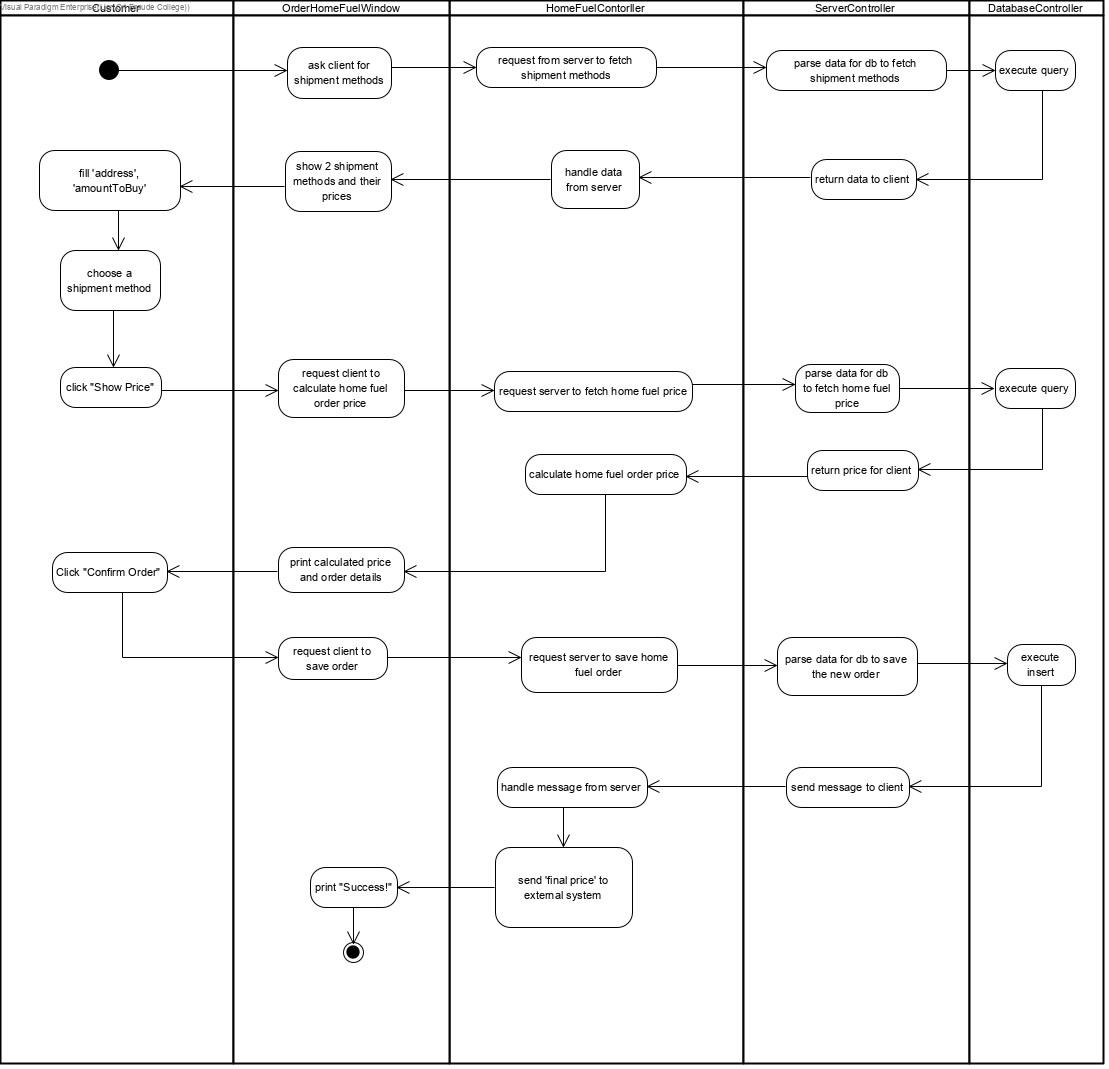 Customer
OrderHomeFuelWindow
HomeFuelContorller
ServerController
DatabaseController
ask client for
shipment methods
request from server to fetch
shipment methods
parse data for db to fetch
shipment methods
execute query
fill 'address',
'amountToBuy'
show 2 shipment
methods and their
prices
handle data
from server
return data to client
choose a
shipment method
click "Show Price"
request client to
calculate home fuel
order price
request server to fetch home fuel price
parse data for db
to fetch home fuel
price
execute query
calculate home fuel order price
return price for client
Click "Confirm Order"
print calculated price
and order details
request client to
save order
request server to save home
fuel order
parse data for db to save
the new order
execute
insert
handle message from server
send message to client
print "Success!"
send 'final price' to
external system